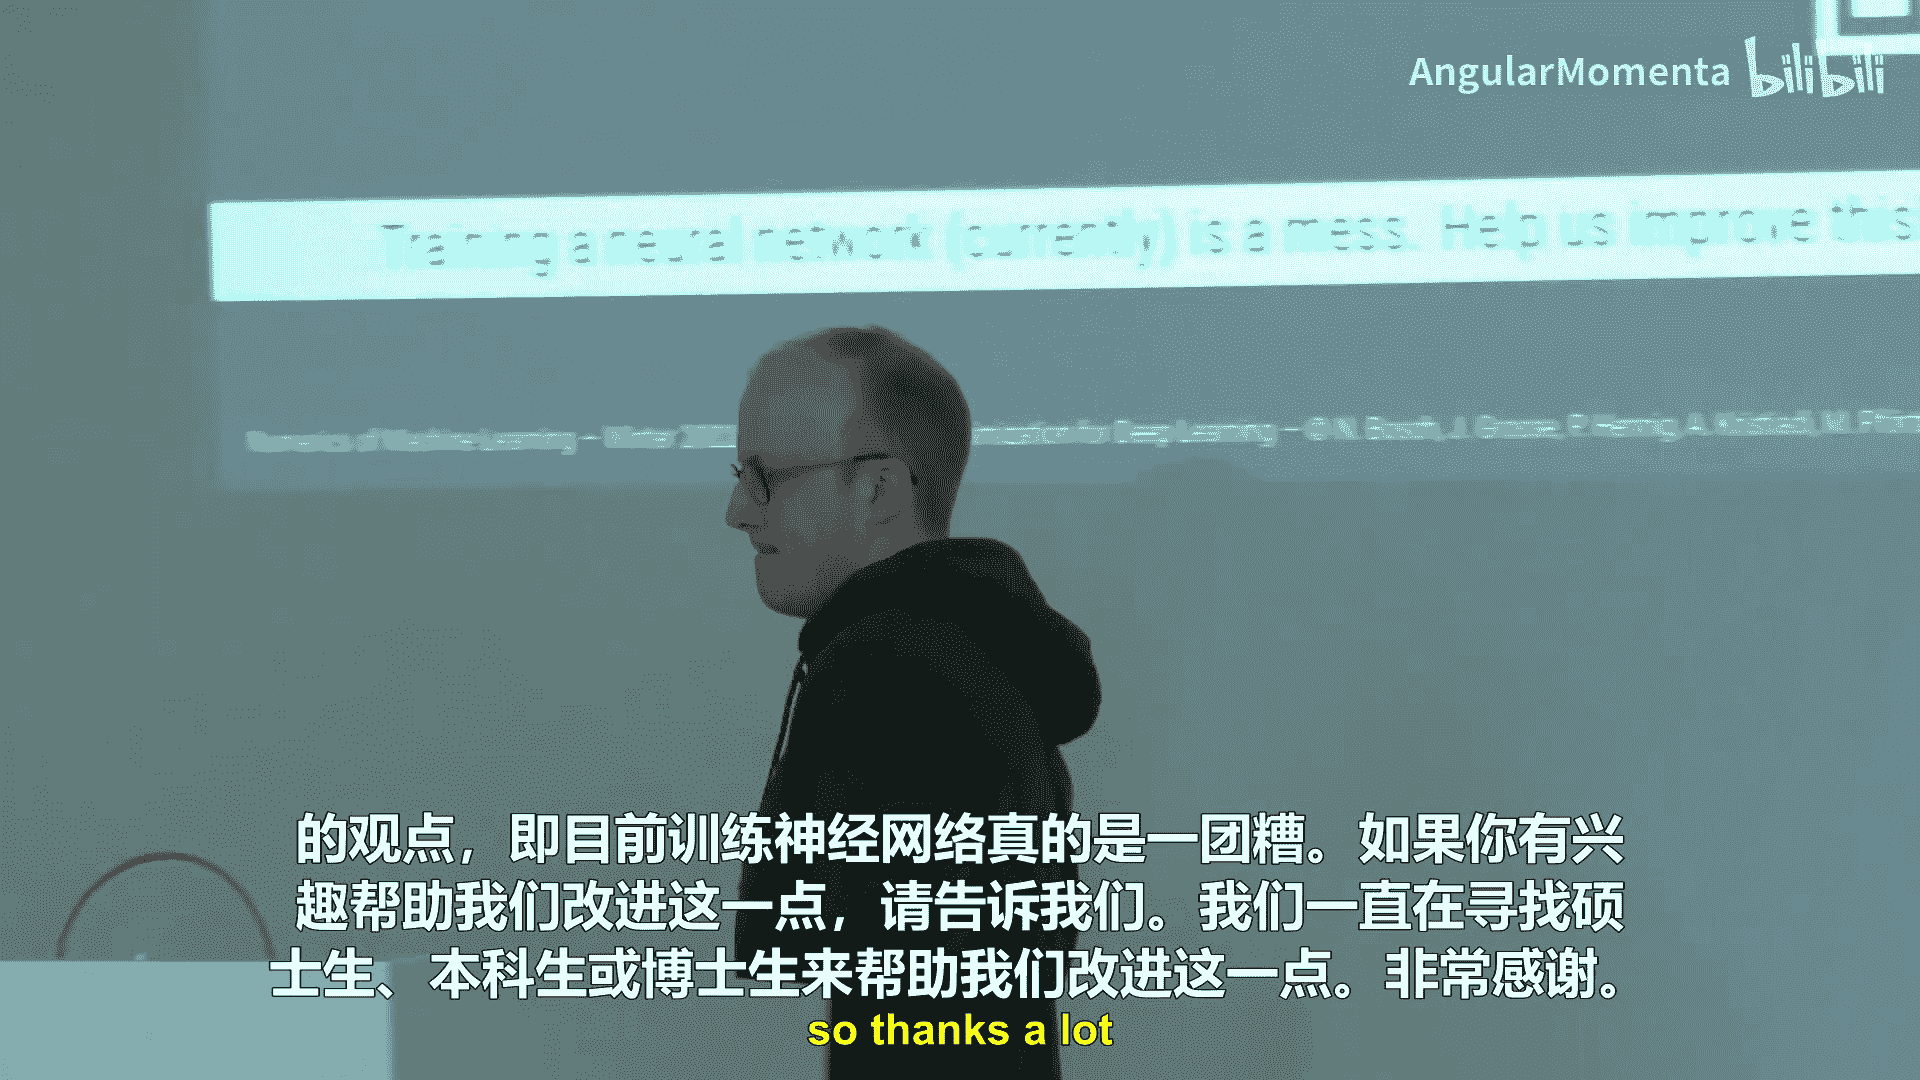 AngularMomenta bilibili
Training a neural network (currently) is a mess. Help us improve this
的观点，即目前训练神经网络真的是一团糟。如果你有兴
趣帮助我们改进这一点，请告诉我们。我们一直在寻找硕
士生、本科生或博士生来帮助我们改进这一点。非常感谢。
so thanks a lot